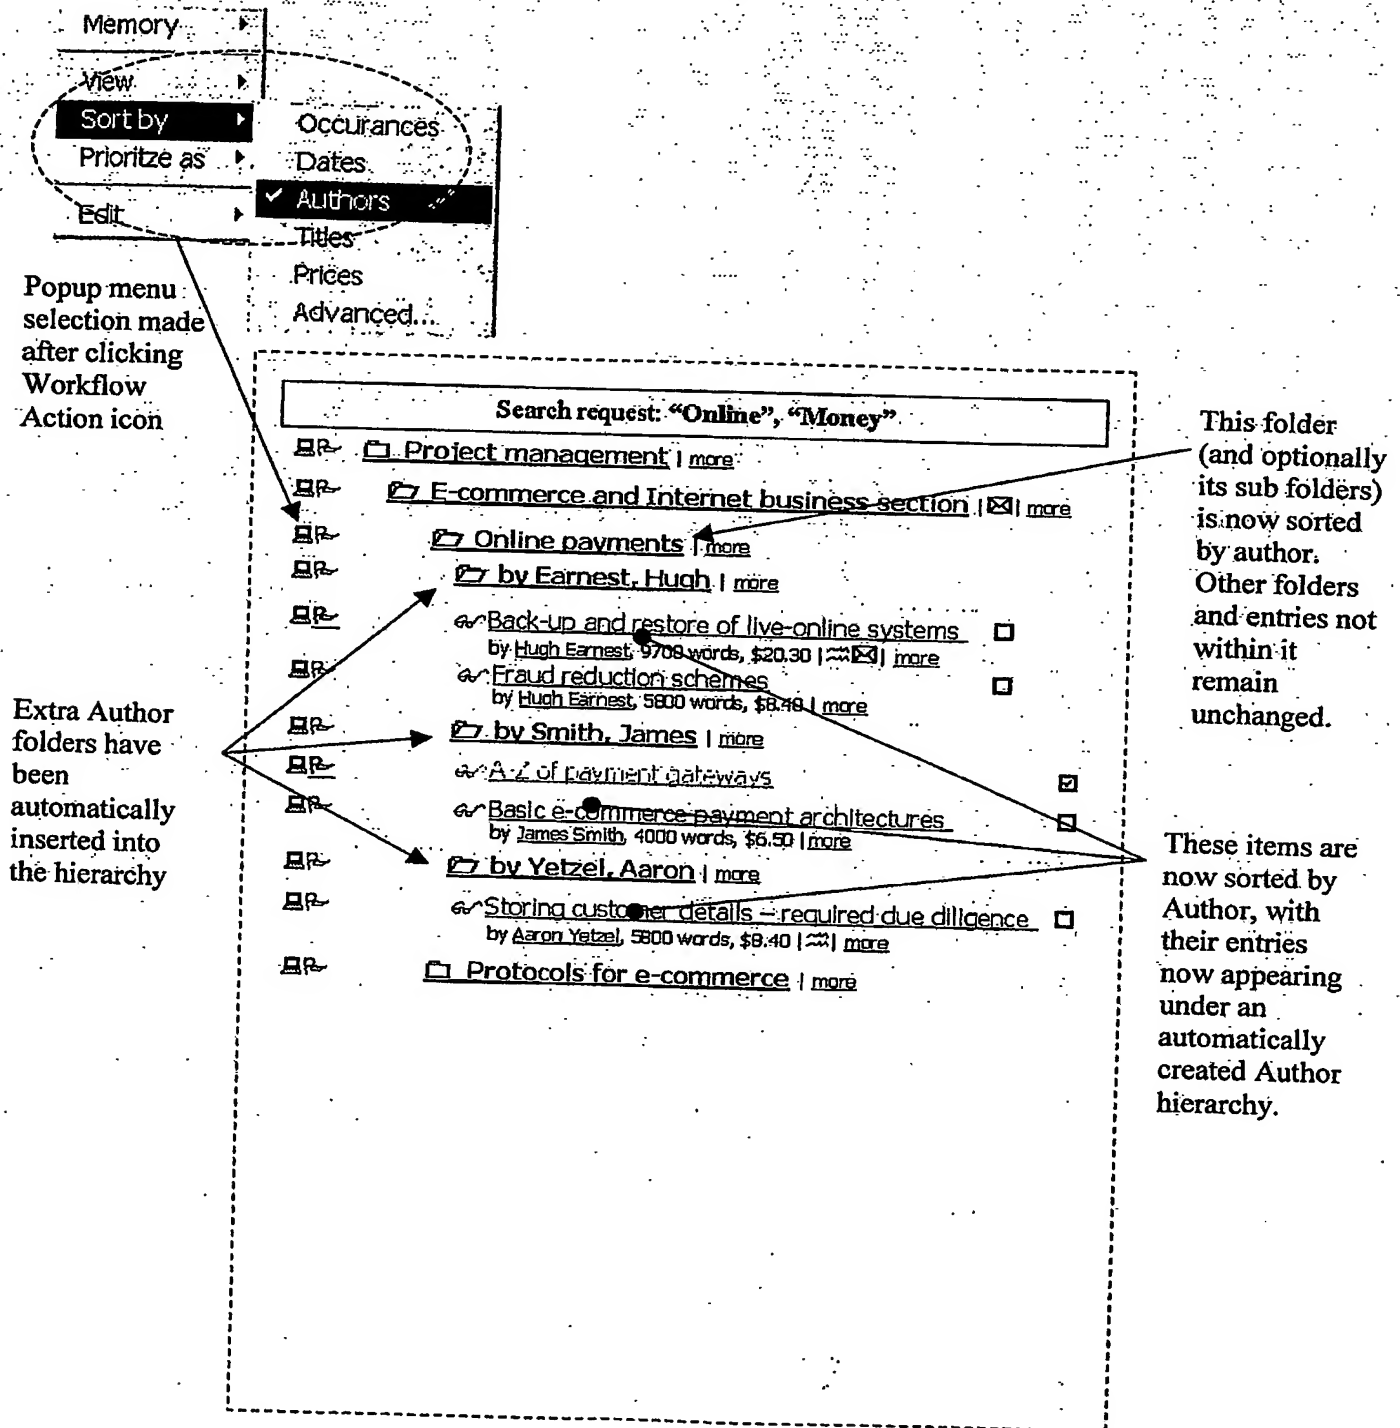 Memory
View
Sort by
Prioritze as
Edit
Occurances
Dates
Authors
Titles
Prices
Advanced...
Popup menu
selection made
after clicking
Workflow
Action icon
Search request: “Online”, “Money”
Project management | more
E-commerce and Internet business section | | more
Online payments | more
by Earnest, Hugh | more
Back-up and restore of live-online systems
by Hugh Earnest, 9700 words, $20.30 | | more
Fraud reduction schemes
by Hugh Earnest, 5800 words, $8.40 | more
by Smith, James | more
A-Z of payment gateways
Basic e-commerce payment architectures
by James Smith, 4000 words, $6.50 | more
by Yetzel, Aaron | more
Storing customer details – required due diligence
by Aaron Yetzel, 5800 words, $8.40 | | more
Protocols for e-commerce | more
This folder
(and optionally
its sub folders)
is now sorted
by author.
Other folders
and entries not
within it
remain
unchanged.
Extra Author
folders have
been
automatically
inserted into
the hierarchy
These items are
now sorted by
Author, with
their entries
now appearing
under an
automatically
created Author
hierarchy.